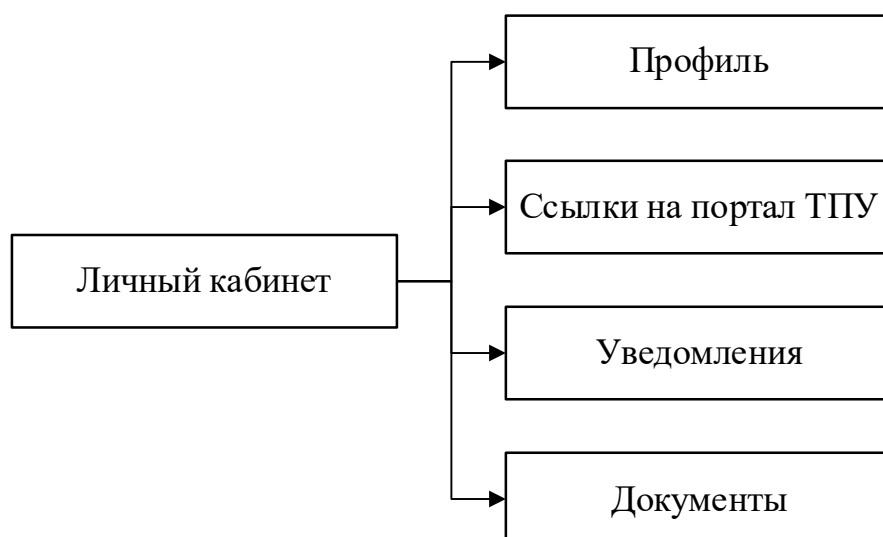 Профиль
Ссылки на портал ТПУ
Личный кабинет
Уведомления
Документы